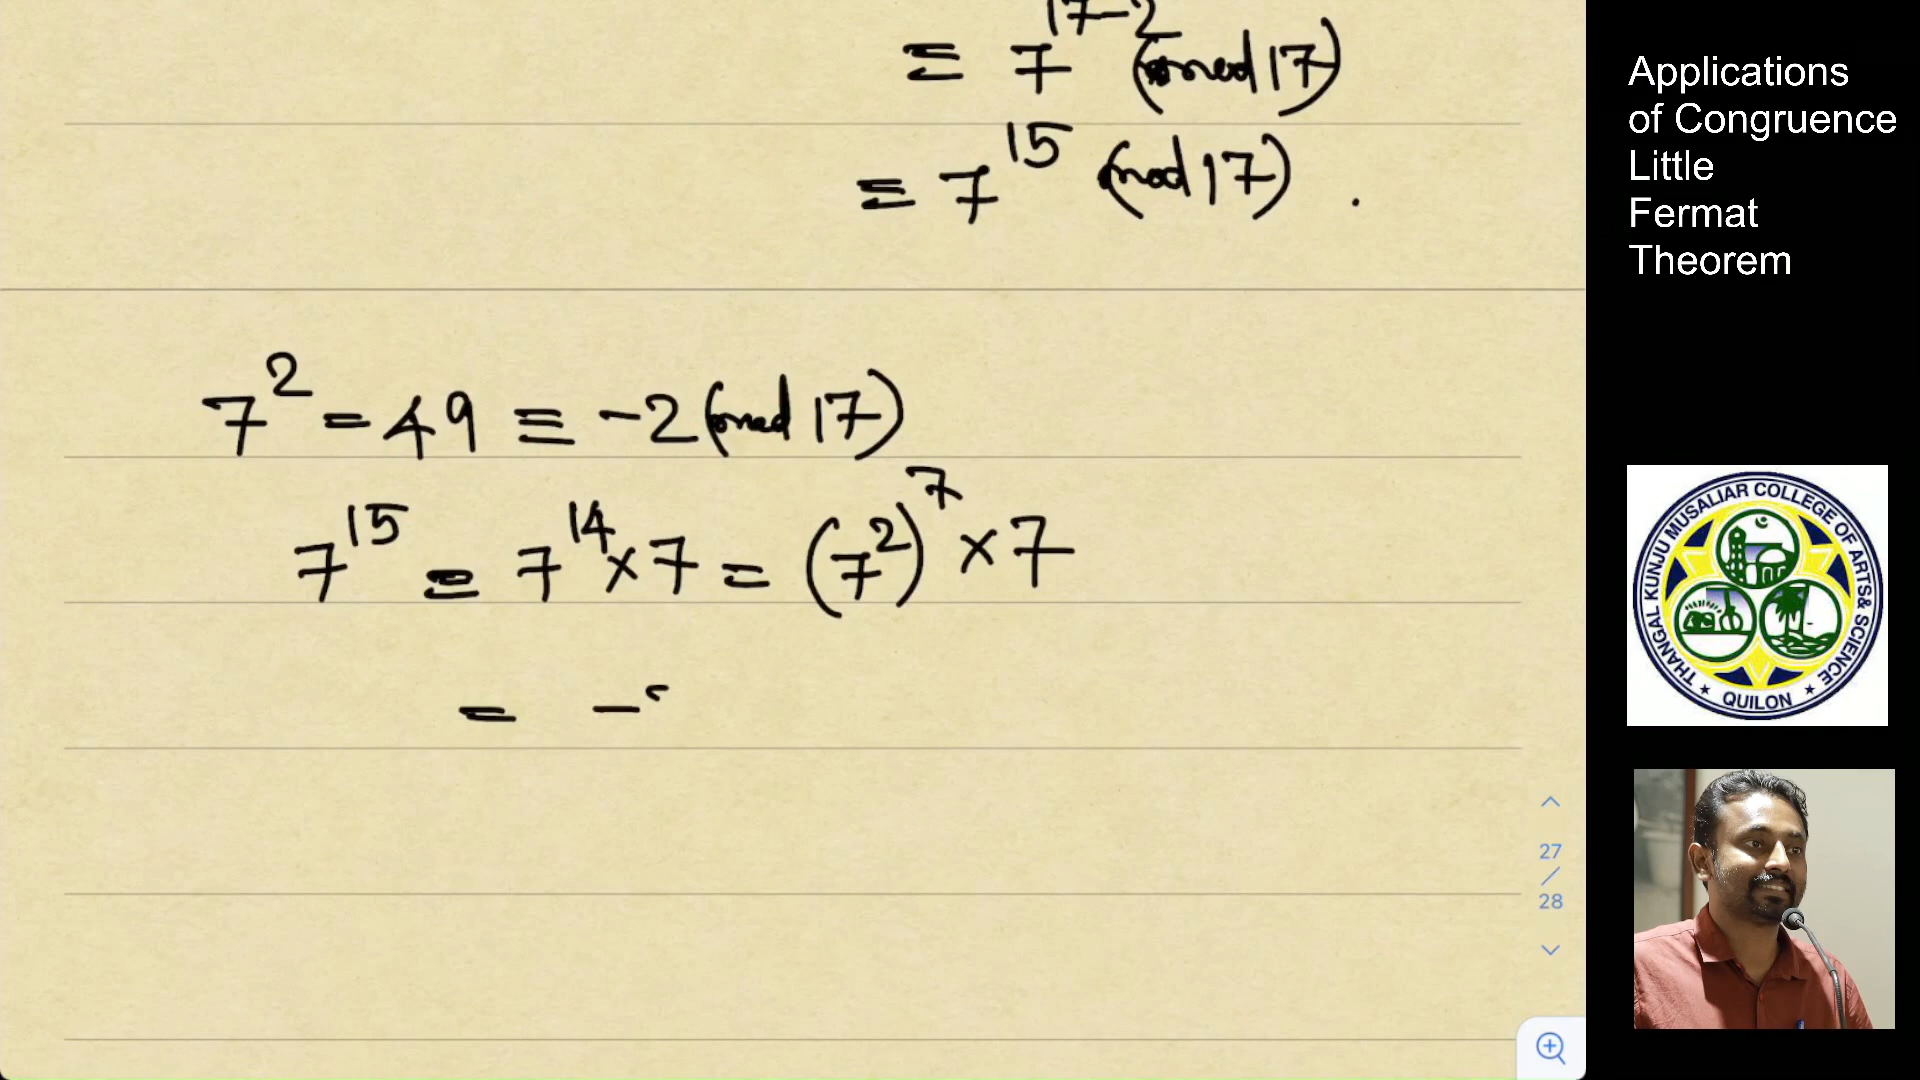 ≡ 7^17-2 (mod 17)
≡ 7^15 (mod 17) .
7^2 = 49 ≡ -2 (mod 17)
7^15 = 7^14 × 7 = (7^2)^7 × 7
= -
Applications
of Congruence
Little
Fermat
Theorem
THANGAL KUNJU MUSALIAR COLLEGE OF ARTS & SCIENCE
★ QUILON ★
27
/
28